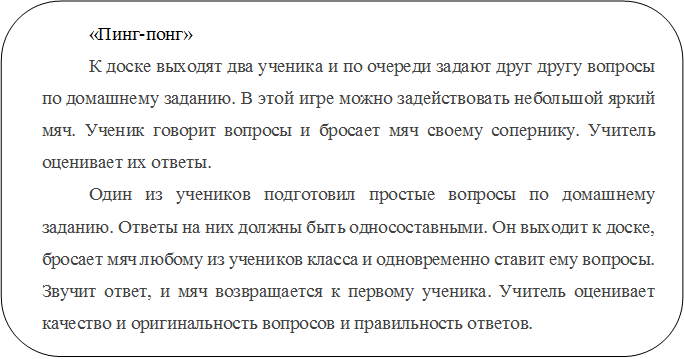 «Пинг-понг»
К доске выходят два ученика и по очереди задают друг другу вопросы
по домашнему заданию. В этой игре можно задействовать небольшой яркий
мяч. Ученик говорит вопросы и бросает мяч своему сопернику. Учитель
оценивает их ответы.
Один из учеников подготовил простые вопросы по домашнему
заданию. Ответы на них должны быть односоставными. Он выходит к доске,
бросает мяч любому из учеников класса и одновременно ставит ему вопросы.
Звучит ответ, и мяч возвращается к первому ученика. Учитель оценивает
качество и оригинальность вопросов и правильность ответов.